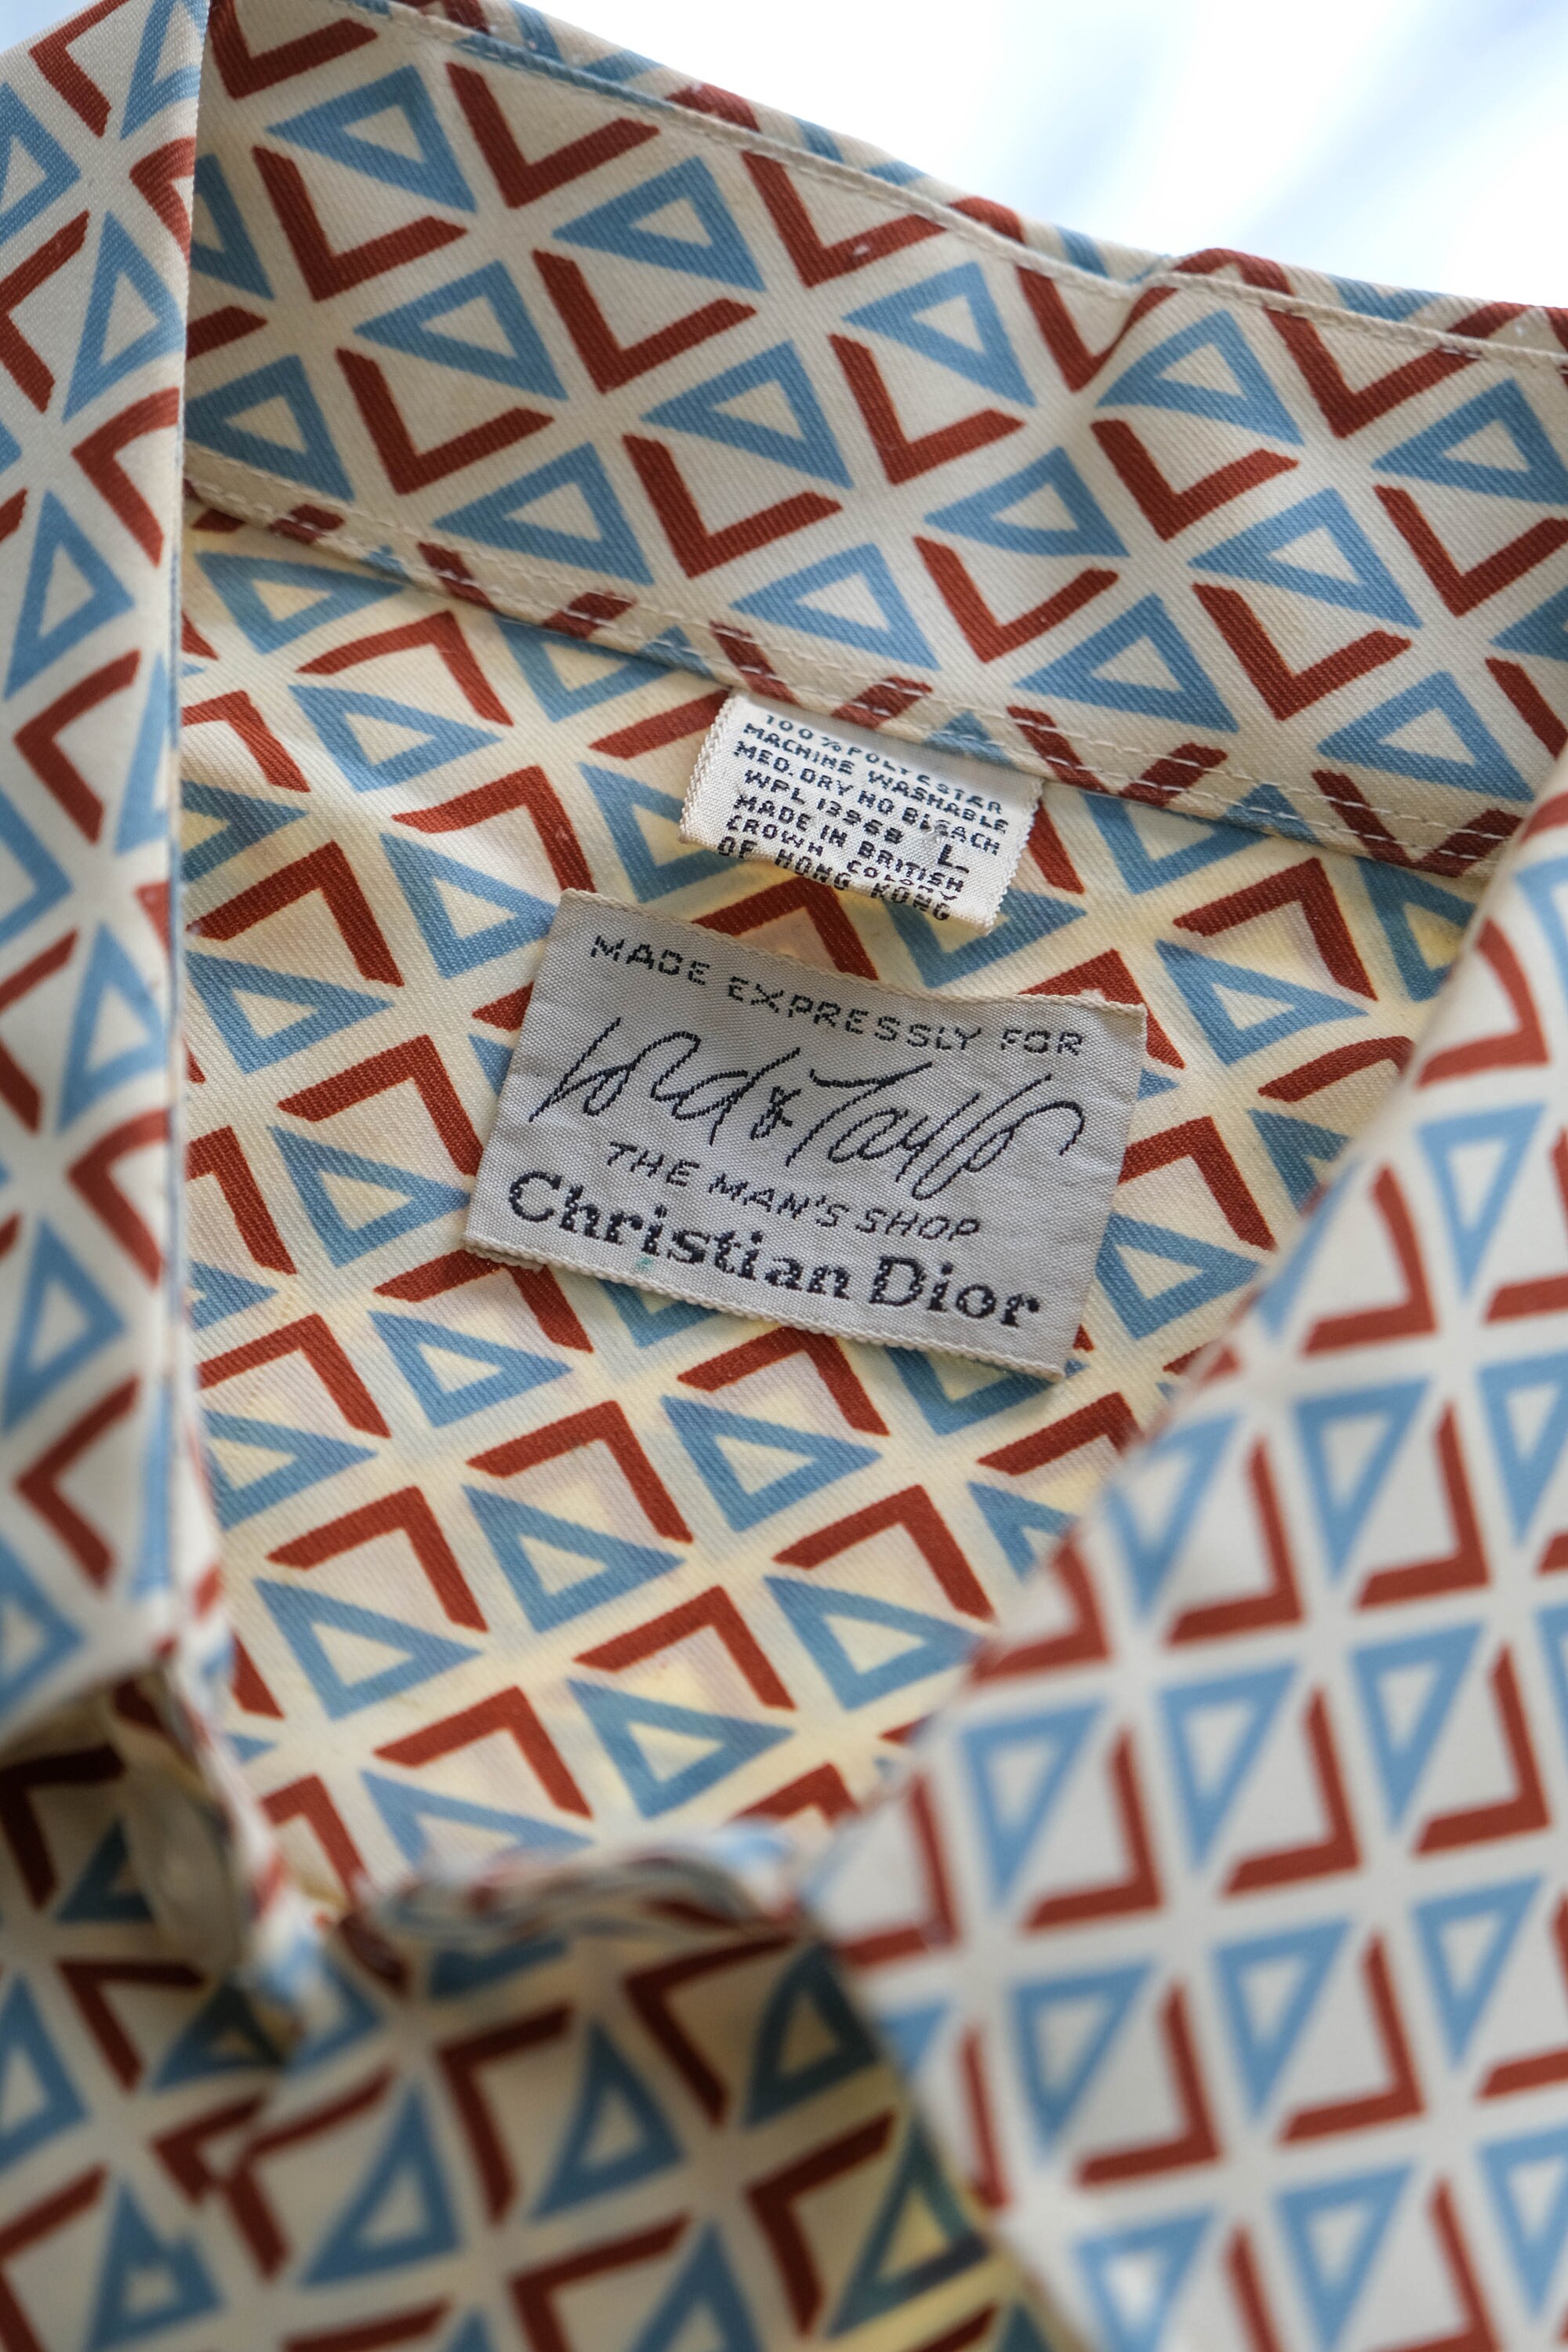 100% POLYESTER
MACHINE WASHABLE
MED. DRY NO BLEACH
WPL 13968 L
MADE IN BRITISH
CROWN COLONY
OF HONG KONG
MADE EXPRESSLY FOR
Lord & Taylor
THE MAN'S SHOP
Christian Dior